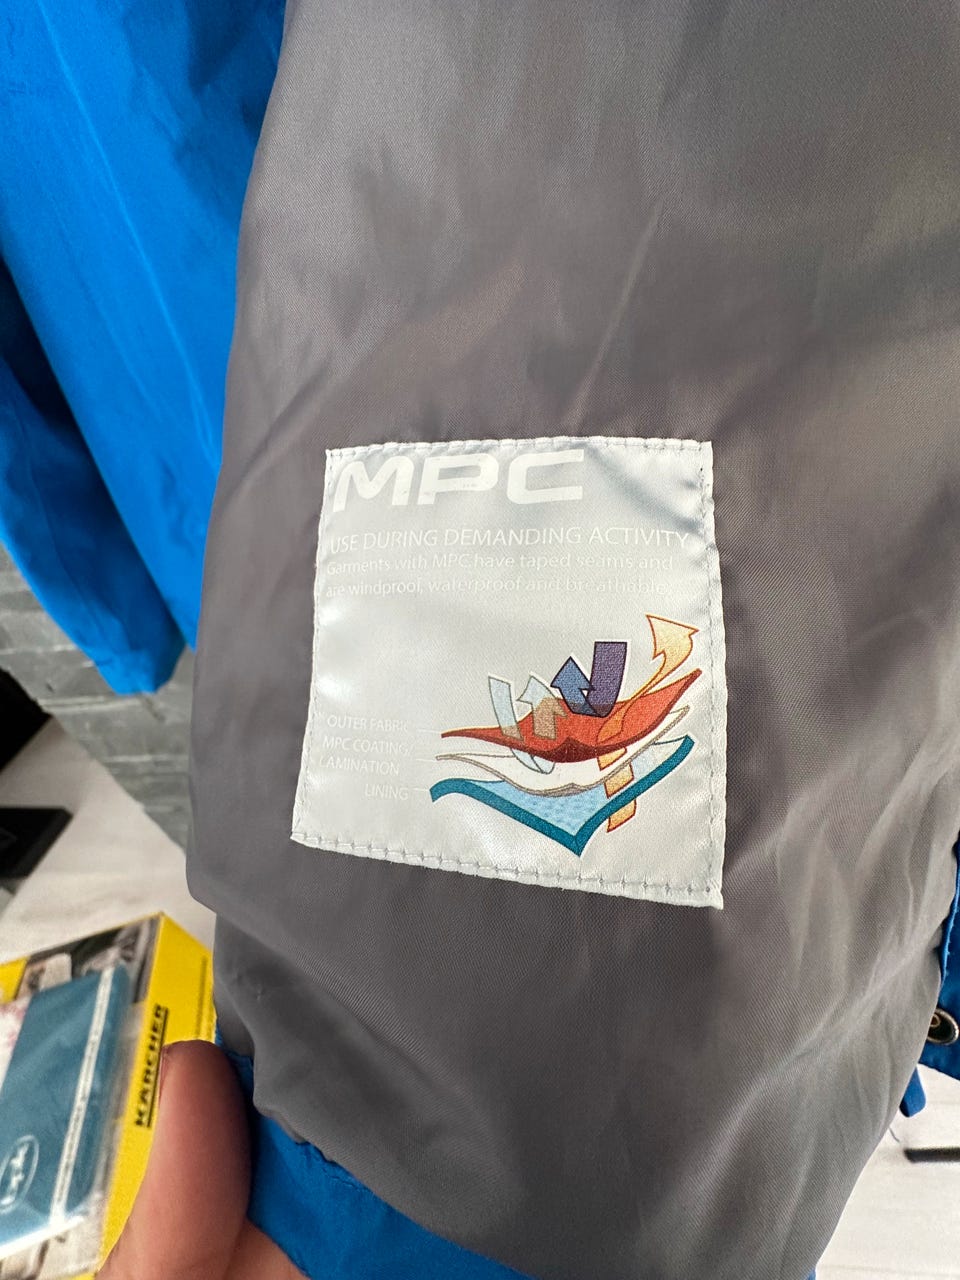 MPC
USE DURING DEMANDING ACTIVITY
Garments with MPC have taped seams and
are windproof, waterproof and breathable.
OUTER FABRIC
MPC COATING/
LAMINATION
LINING
KÄRCHER